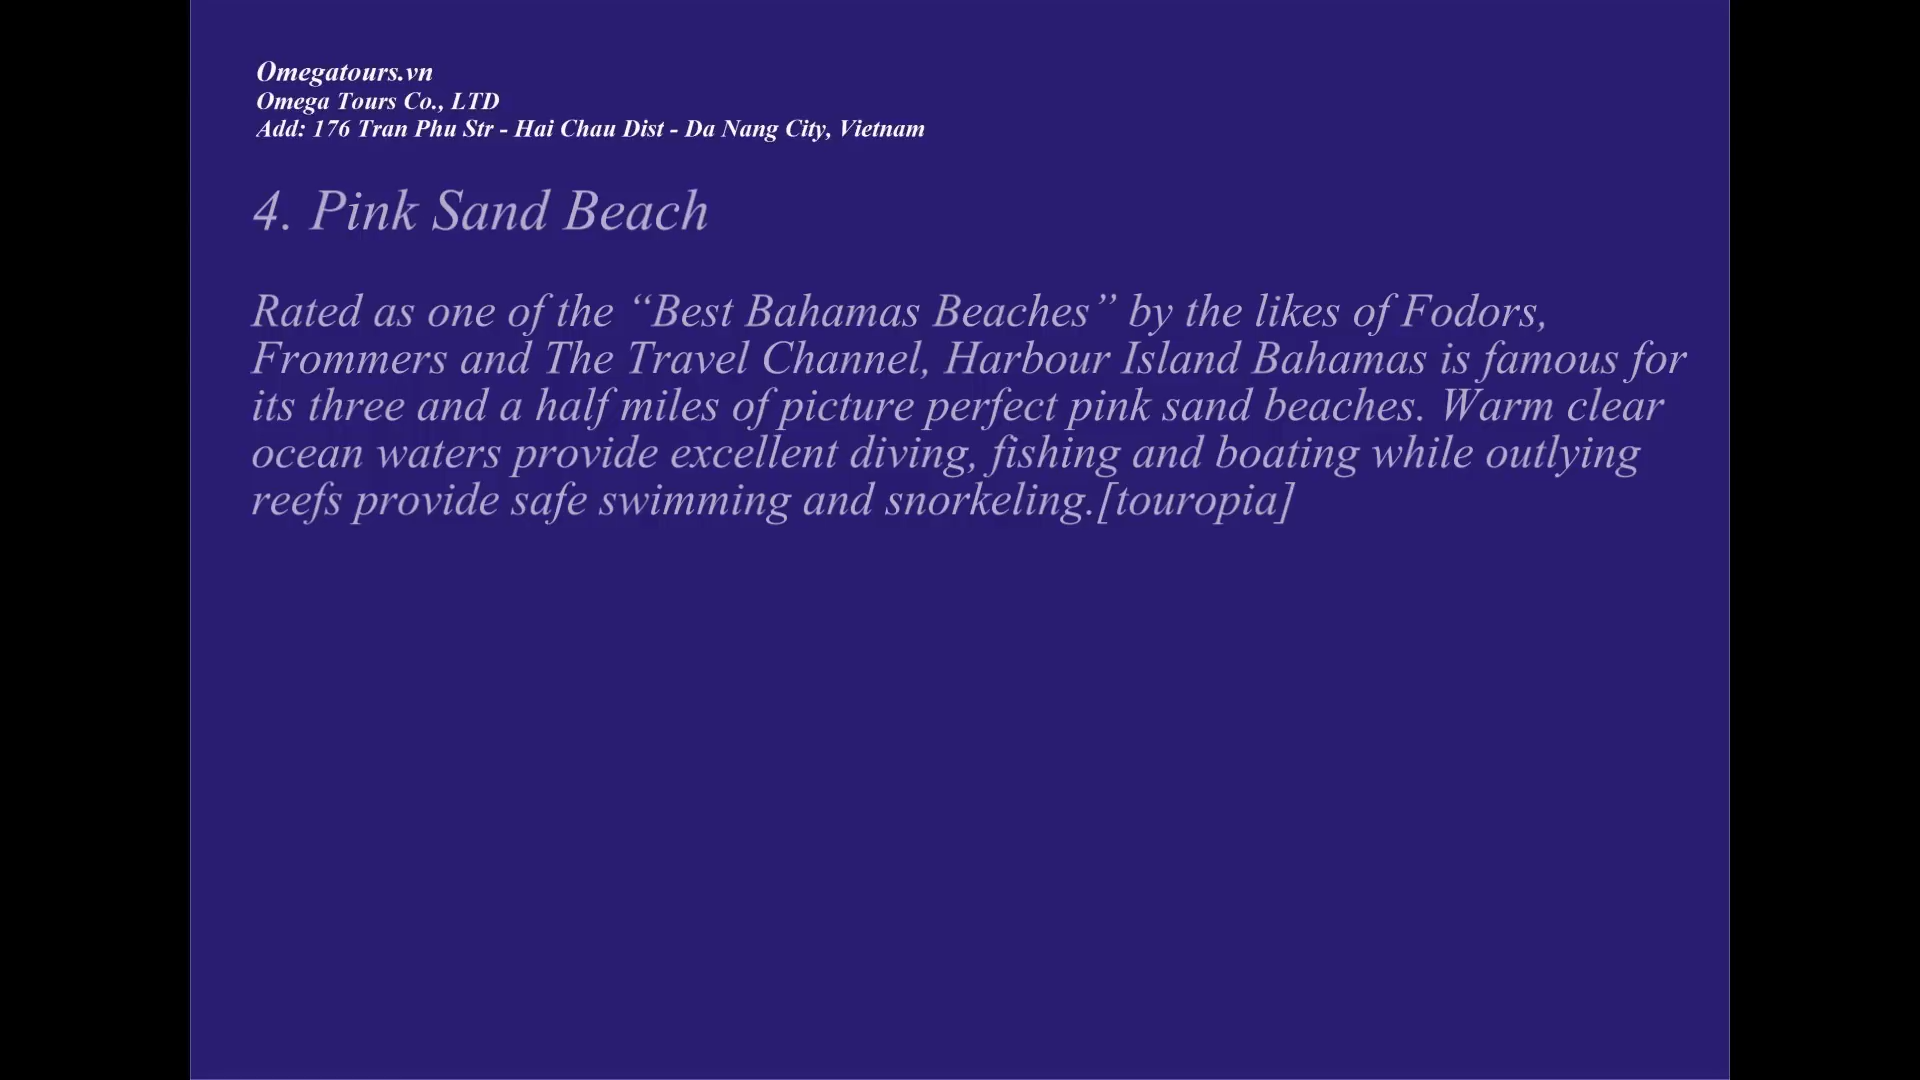 Omegatours.vn
Omega Tours Co., LTD
Add: 176 Tran Phu Str - Hai Chau Dist - Da Nang City, Vietnam
4. Pink Sand Beach
Rated as one of the “Best Bahamas Beaches” by the likes of Fodors,
Frommers and The Travel Channel, Harbour Island Bahamas is famous for
its three and a half miles of picture perfect pink sand beaches. Warm clear
ocean waters provide excellent diving, fishing and boating while outlying
reefs provide safe swimming and snorkeling.[touropia]